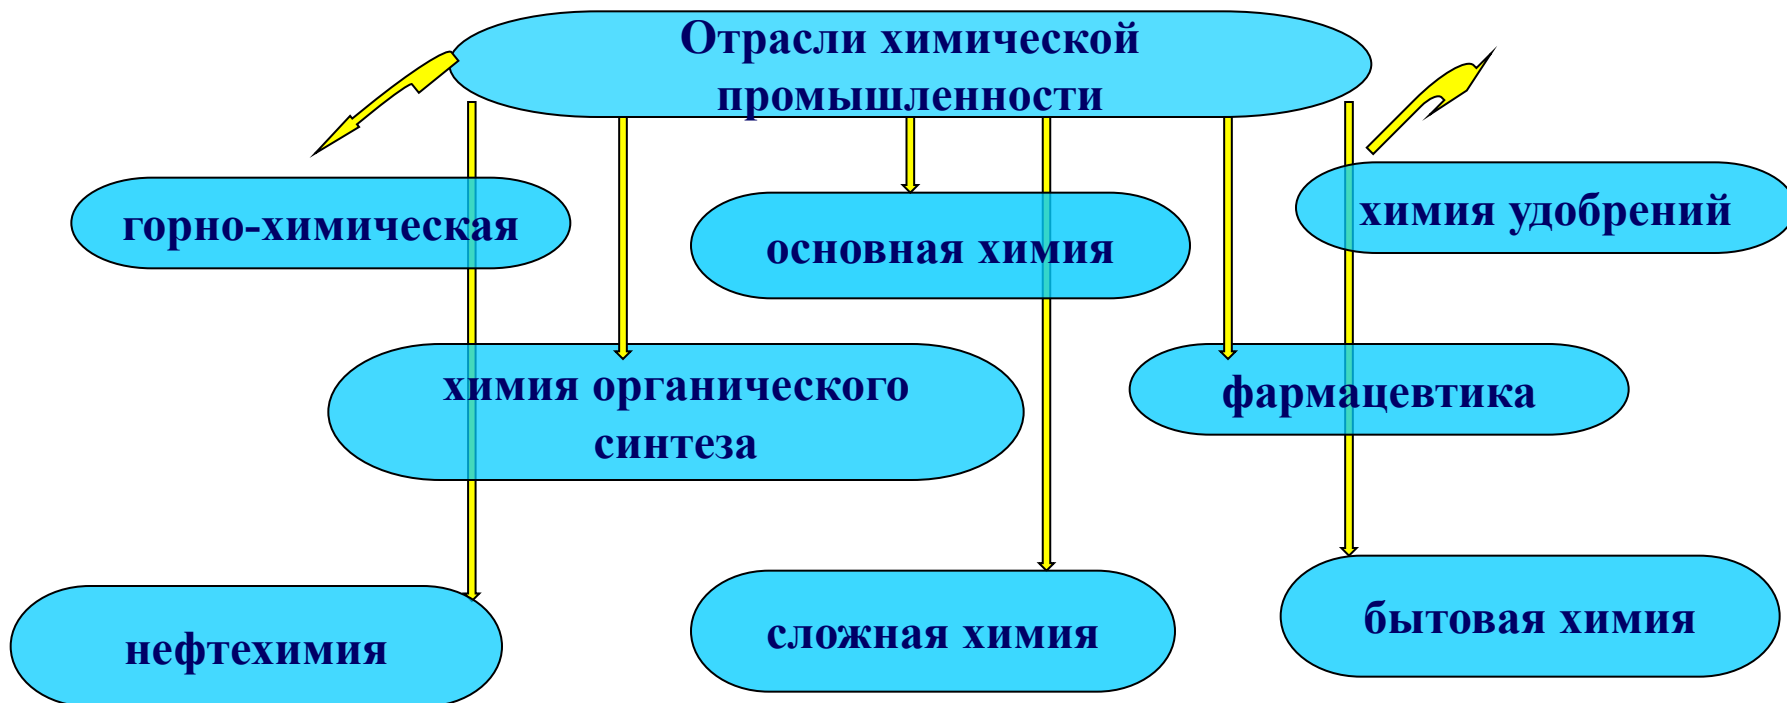 Отрасли химической
промышленности
горно-химическая
основная химия
химия удобрений
химия органического
синтеза
фармацевтика
нефтехимия
сложная химия
бытовая химия